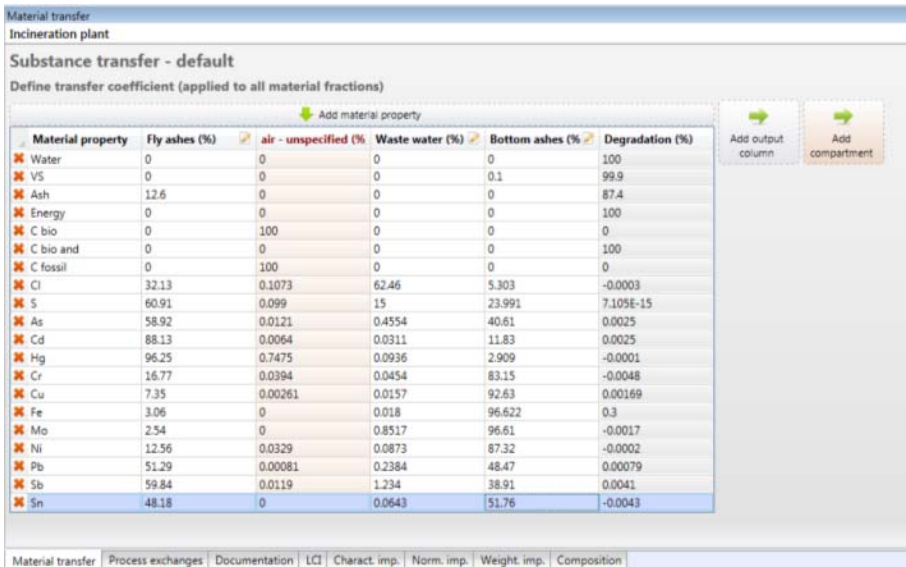 Material transfer
Incineration plant
Substance transfer - default
Define transfer coefficient (applied to all material fractions)
Add material property
Add output column
Add compartment
Material property Fly ashes (%) air - unspecified (% Waste water (%) Bottom ashes (% Degradation (%)
Water 0 0 0 0 100
VS 0 0 0 0.1 99.9
Ash 12.6 0 0 0 87.4
Energy 0 0 0 0 100
C bio 0 100 0 0 0
C bio and 0 0 0 0 100
C fossil 0 100 0 0 0
Cl 32.13 0.1073 62.46 5.303 -0.0003
S 60.91 0.099 15 23.991 7.105E-15
As 58.92 0.0121 0.4554 40.61 0.0025
Cd 88.13 0.0064 0.0311 11.83 0.0025
Hg 96.25 0.7475 0.0936 2.909 -0.0001
Cr 16.77 0.0394 0.0454 83.15 -0.0048
Cu 7.35 0.00261 0.0157 92.63 0.00169
Fe 3.06 0 0.018 96.622 0.3
Mo 2.54 0 0.8517 96.61 -0.0017
Ni 12.56 0.0329 0.0873 87.32 -0.0002
Pb 51.29 0.00081 0.2384 48.47 0.00079
Sb 59.84 0.0119 1.234 38.91 0.0041
Sn 48.18 0 0.0643 51.76 -0.0043
Material transfer Process exchanges Documentation LCI Charact. imp. Norm. imp. Weight. imp. Composition